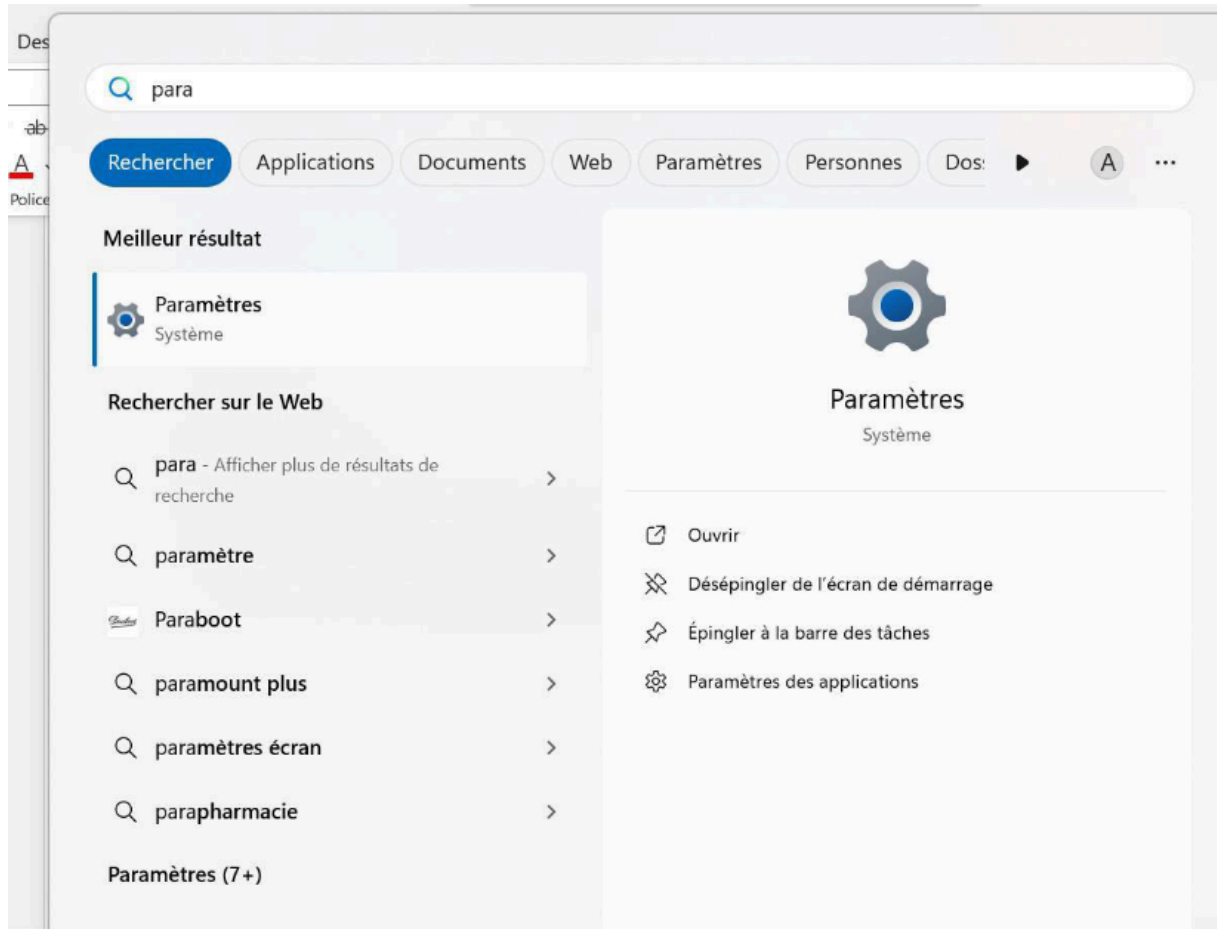 Des
ab
A
Police
para
Rechercher Applications Documents Web Paramètres Personnes Dos A ...
Meilleur résultat
Paramètres
Système
Rechercher sur le Web
para - Afficher plus de résultats de
recherche
paramètre
Paraboot
paramount plus
paramètres écran
parapharmacie
Paramètres (7+)
Paramètres
Système
Ouvrir
Désépingler de l'écran de démarrage
Épingler à la barre des tâches
Paramètres des applications